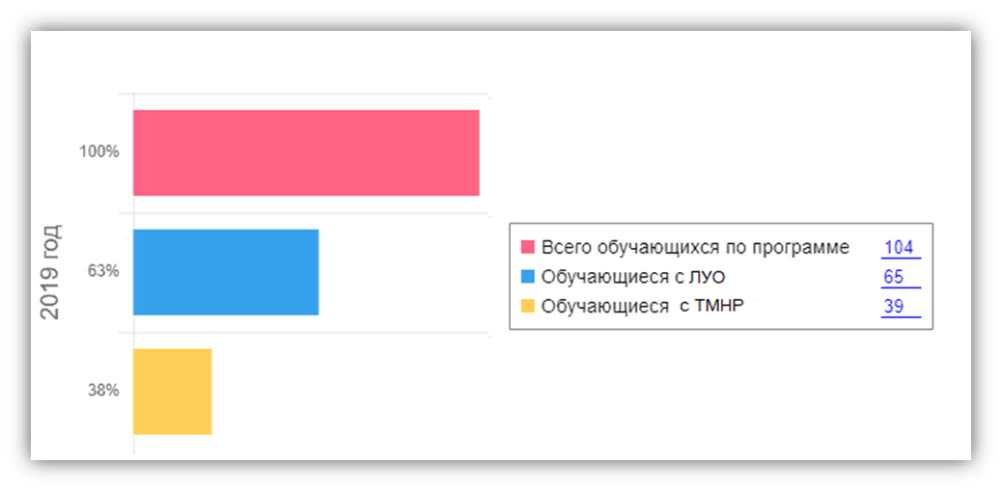 100%
2019 год
63%
38%
Всего обучающихся по программе 104
Обучающиеся с ЛУО 65
Обучающиеся с ТМНР 39